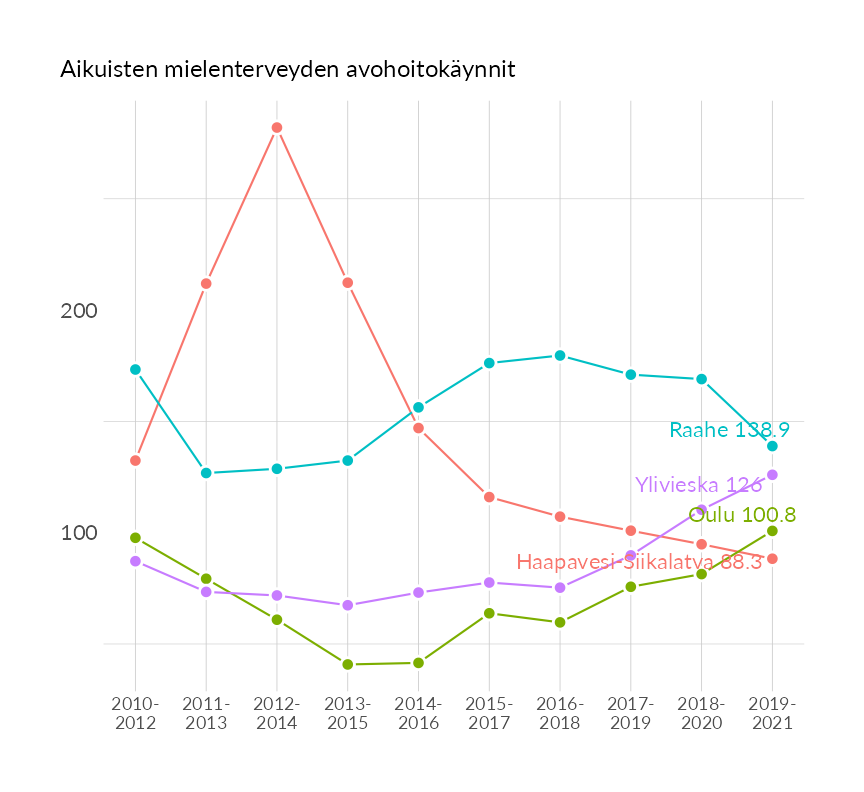 Aikuisten mielenterveyden avohoitokäynnit
200
Raahe 138.9
Ylivieska 126
Oulu 100.8
100
Haapavesi-Siikalatva 88.3
2010- 2011- 2012- 2013- 2014- 2015- 2016- 2017- 2018- 2019-
2012 2013 2014 2015 2016 2017 2018 2019 2020 2021